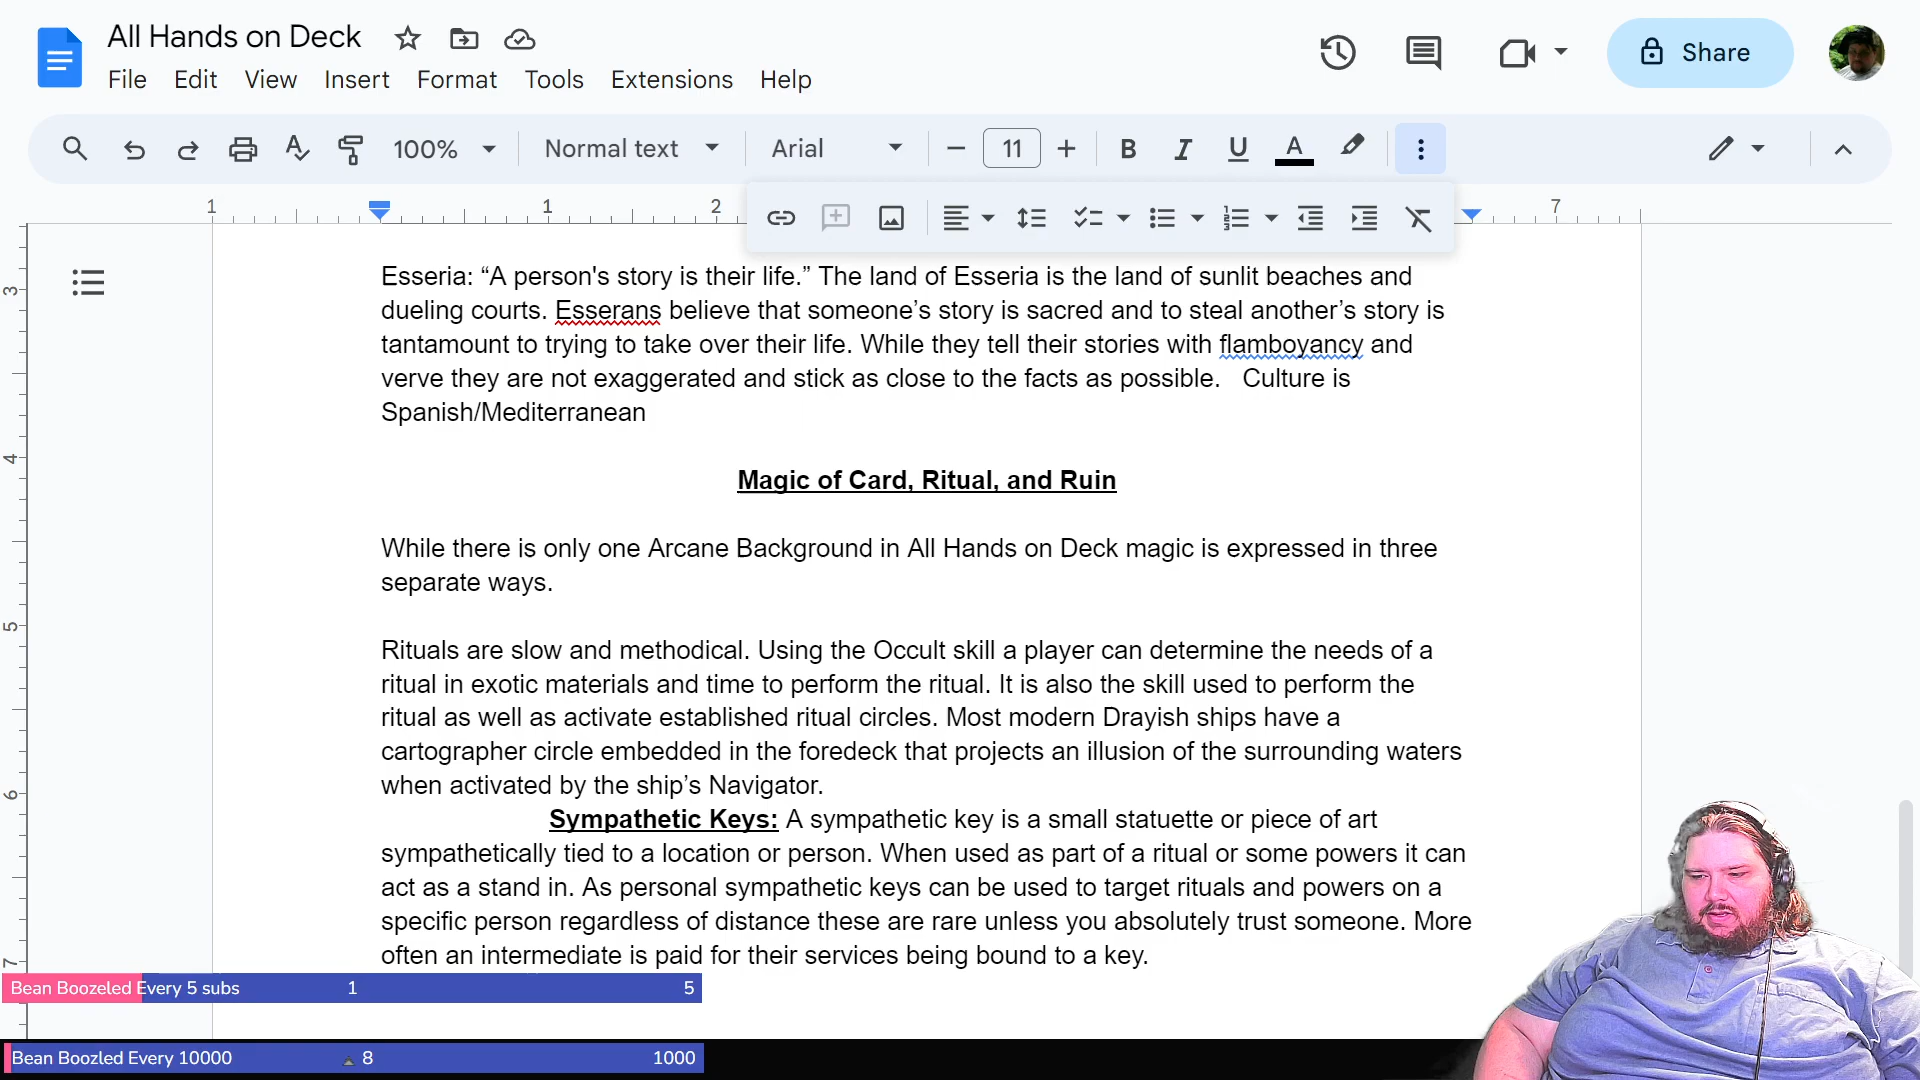 All Hands on Deck
File Edit View Insert Format Tools Extensions Help
Share
100% Normal text Arial 11 B I U A
1 1 2 7
Esseria: “A person's story is their life.” The land of Esseria is the land of sunlit beaches and
dueling courts. Esserans believe that someone’s story is sacred and to steal another’s story is
tantamount to trying to take over their life. While they tell their stories with flamboyancy and
verve they are not exaggerated and stick as close to the facts as possible. Culture is
Spanish/Mediterranean
Magic of Card, Ritual, and Ruin
While there is only one Arcane Background in All Hands on Deck magic is expressed in three
separate ways.
Rituals are slow and methodical. Using the Occult skill a player can determine the needs of a
ritual in exotic materials and time to perform the ritual. It is also the skill used to perform the
ritual as well as activate established ritual circles. Most modern Drayish ships have a
cartographer circle embedded in the foredeck that projects an illusion of the surrounding waters
when activated by the ship’s Navigator.
Sympathetic Keys: A sympathetic key is a small statuette or piece of art
sympathetically tied to a location or person. When used as part of a ritual or some powers it can
act as a stand in. As personal sympathetic keys can be used to target rituals and powers on a
specific person regardless of distance these are rare unless you absolutely trust someone. More
often an intermediate is paid for their services being bound to a key.
3
4
5
6
7
Bean Boozeled Every 5 subs 1 5
Bean Boozled Every 10000 8 1000